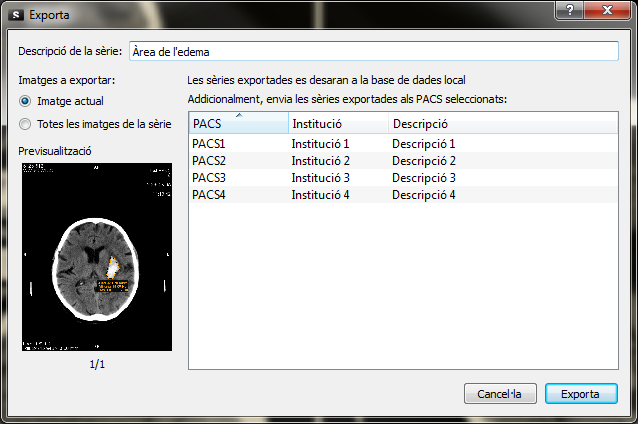 S Exporta
?
Descripció de la sèrie: Àrea de l'edema
Imatges a exportar:
Imatge actual
Totes les imatges de la sèrie
Previsualització
1/1
Les sèries exportades es desaran a la base de dades local
Addicionalment, envia les sèries exportades als PACS seleccionats:
PACS Institució Descripció
PACS1 Institució 1 Descripció 1
PACS2 Institució 2 Descripció 2
PACS3 Institució 3 Descripció 3
PACS4 Institució 4 Descripció 4
Cancel·la Exporta